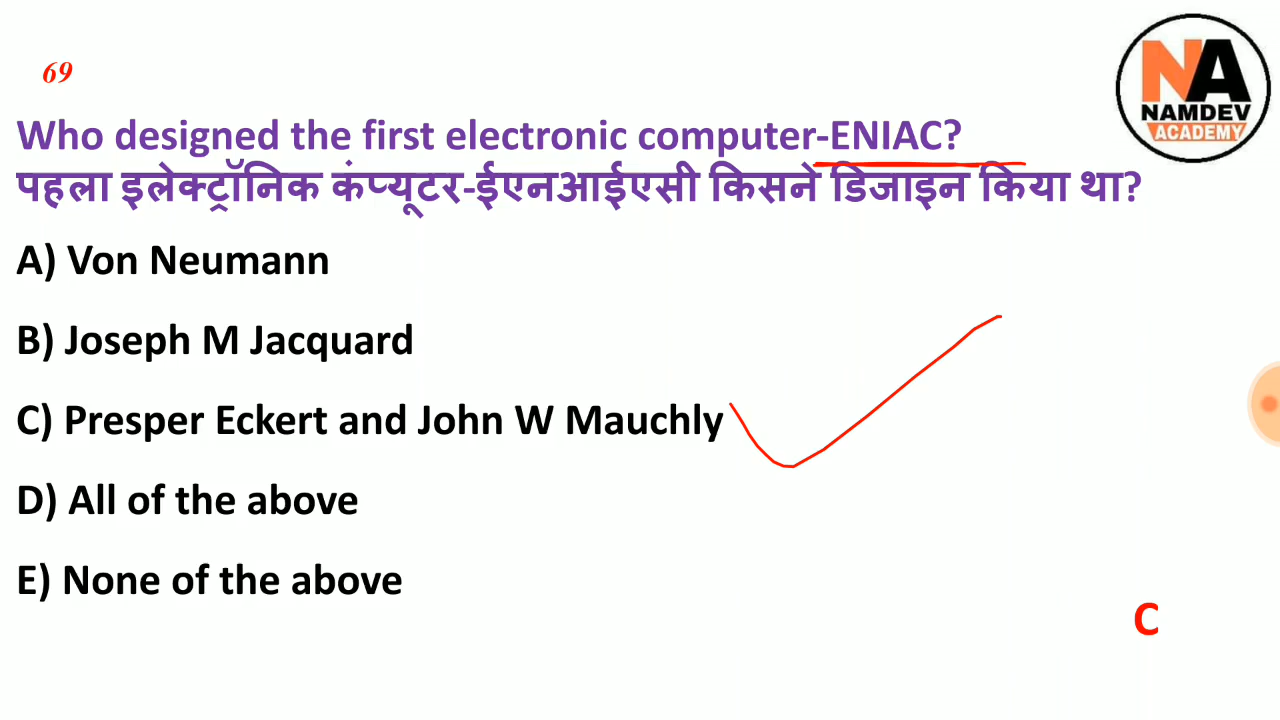 69
NA
NAMDEV
ACADEMY
Who designed the first electronic computer-ENIAC?
पहला इलेक्ट्रॉनिक कंप्यूटर-ईएनआईएसी किसने डिजाइन किया था?
A) Von Neumann
B) Joseph M Jacquard
C) Presper Eckert and John W Mauchly
D) All of the above
E) None of the above
C